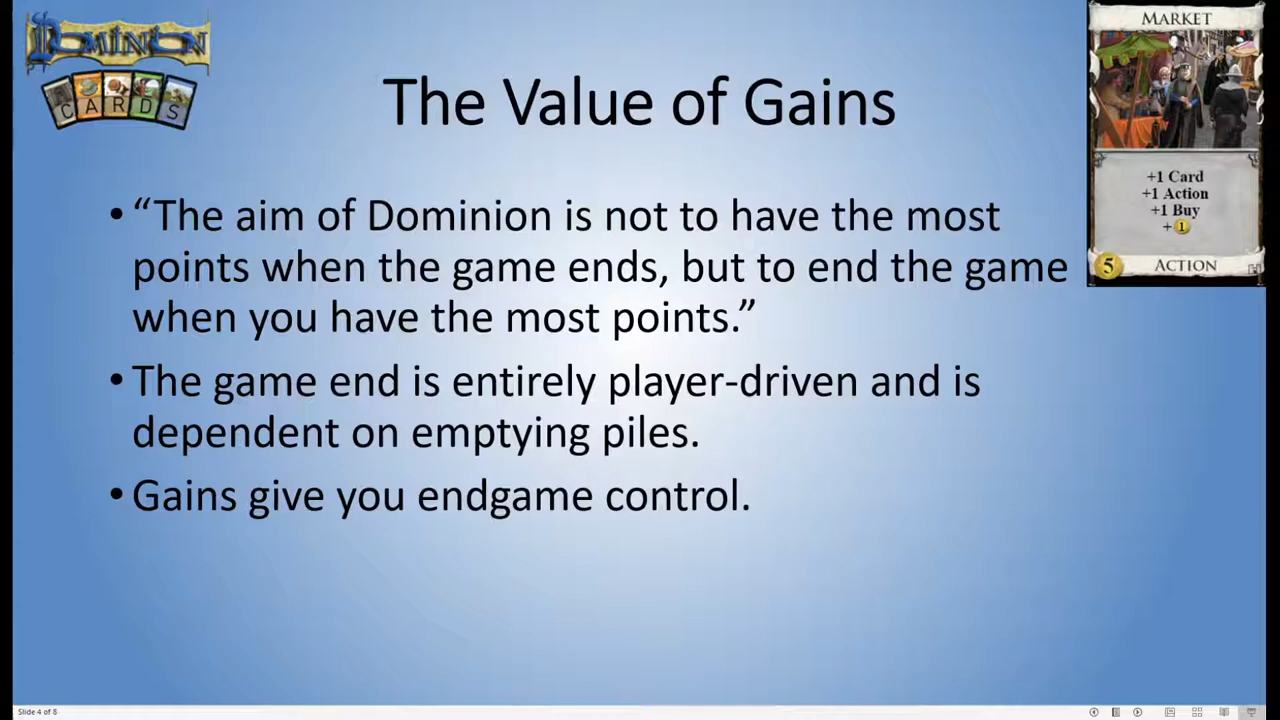 DOMINION
CARDS
The Value of Gains
MARKET
+1 Card
+1 Action
+1 Buy
+1
5 ACTION
• “The aim of Dominion is not to have the most
points when the game ends, but to end the game
when you have the most points.”
• The game end is entirely player-driven and is
dependent on emptying piles.
• Gains give you endgame control.
Slide 4 of 8